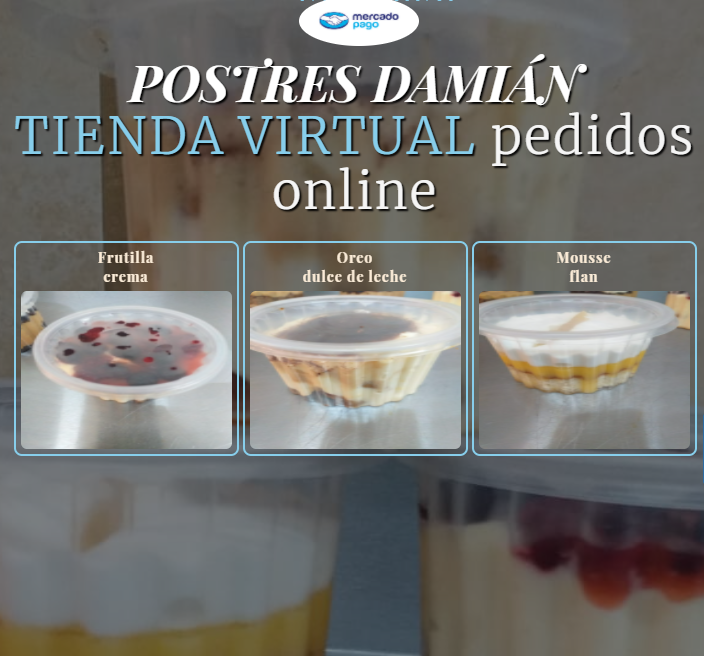 mercado
pago
POSTRES DAMIÁN
TIENDA VIRTUAL pedidos
online
Frutilla
crema
Oreo
dulce de leche
Mousse
flan